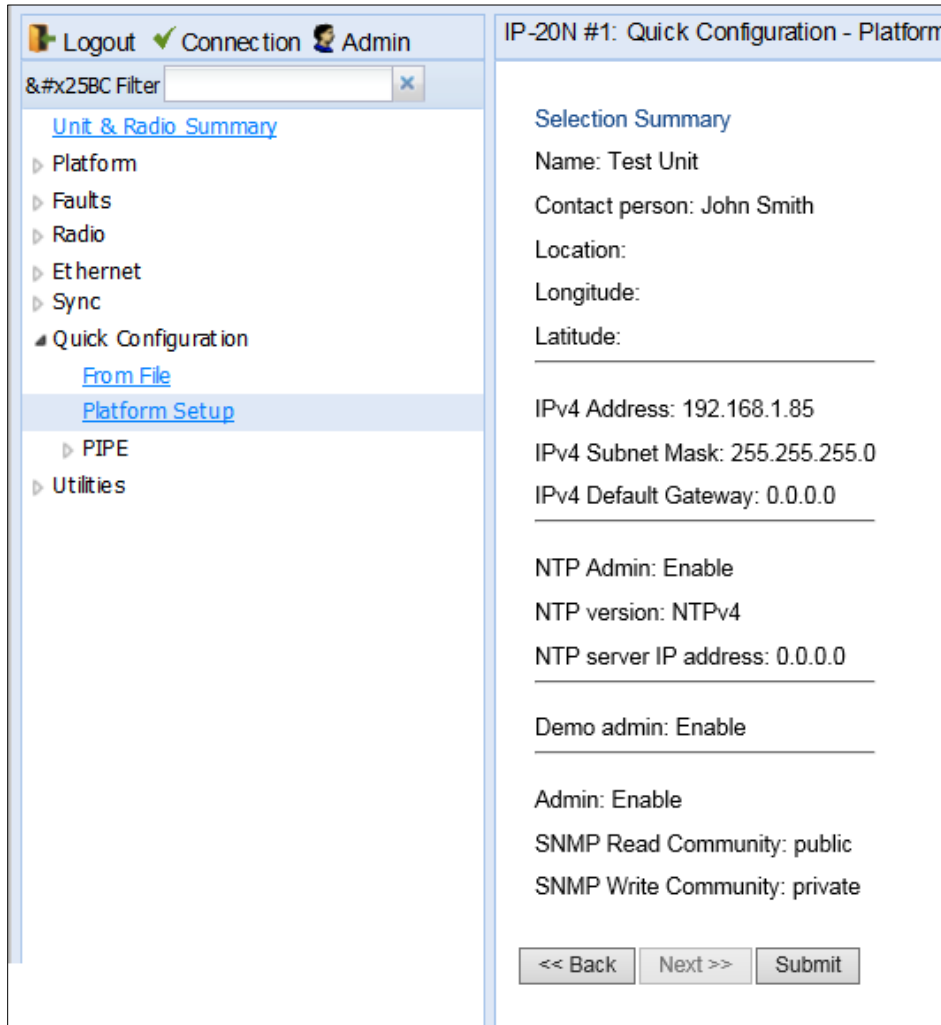 Logout Connection Admin
&#x25BC Filter
Unit & Radio Summary
Platform
Faults
Radio
Ethernet
Sync
Quick Configuration
From File
Platform Setup
PIPE
Utilities
IP-20N #1: Quick Configuration - Platform
Selection Summary
Name: Test Unit
Contact person: John Smith
Location:
Longitude:
Latitude:
IPv4 Address: 192.168.1.85
IPv4 Subnet Mask: 255.255.255.0
IPv4 Default Gateway: 0.0.0.0
NTP Admin: Enable
NTP version: NTPv4
NTP server IP address: 0.0.0.0
Demo admin: Enable
Admin: Enable
SNMP Read Community: public
SNMP Write Community: private
<< Back Next >> Submit